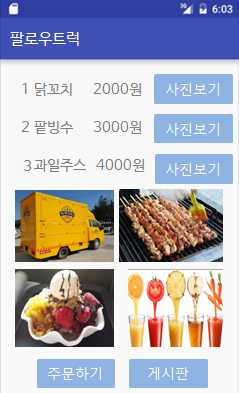 3G 6:03
팔로우트럭
1 닭꼬치 2000원 사진보기
2 팥빙수 3000원 사진보기
3과일주스 4000원 사진보기
주문하기 게시판